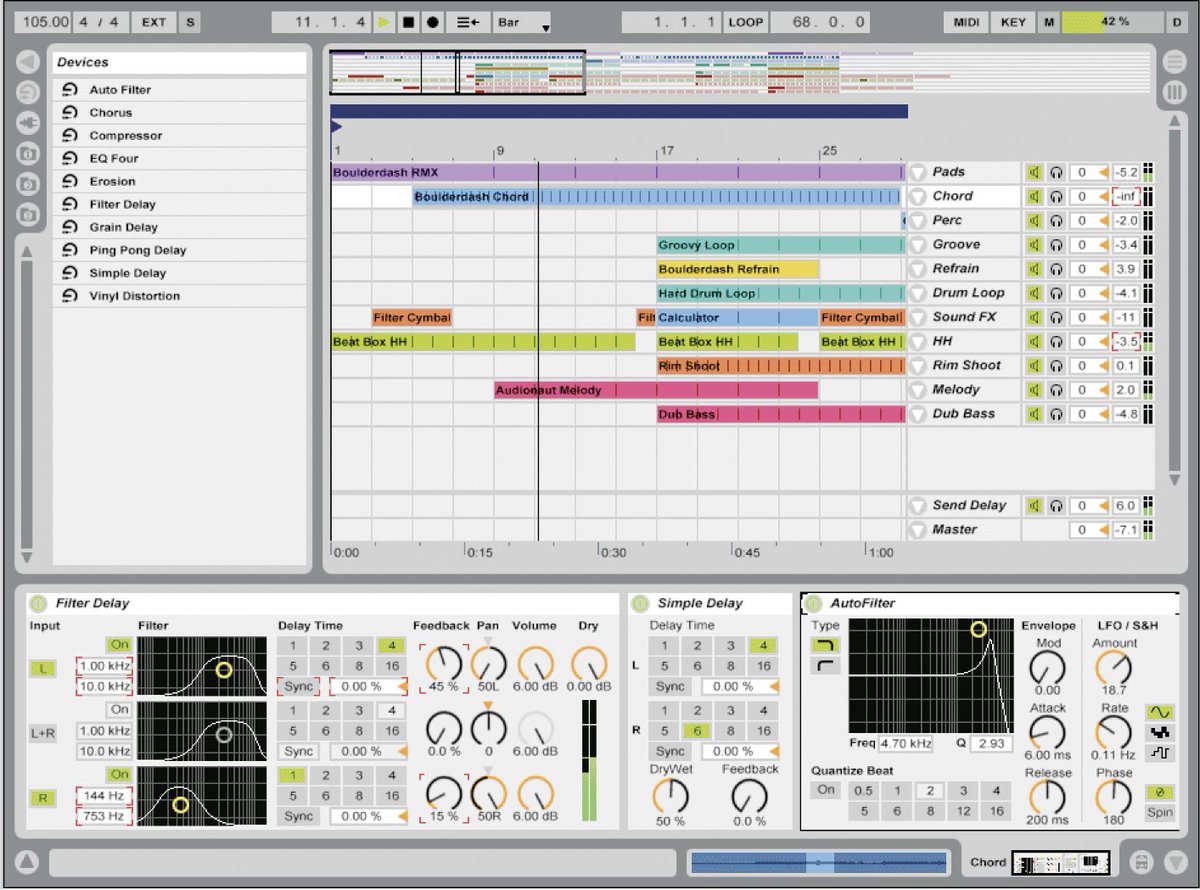 105.00 4 / 4 EXT S 11. 1. 1. 4 Bar 1. 1. 1 LOOP 68. 0. 0 MIDI KEY M 42 % D
Devices
Auto Filter
Chorus
Compressor
EQ Four
Erosion
Filter Delay
Grain Delay
Ping Pong Delay
Simple Delay
Vinyl Distortion
1 9 17 25
Boulderdash RMX Pads 0 -5.2
Boulderdash Chord Chord 0 -inf
Perc 0 -2.0
Groovy Loop Groove 0 -3.4
Boulderdash Refrain Refrain 0 3.9
Hard Drum Loop Drum Loop 0 -4.1
Filter Cymbal Filt Calculator Filter Cymbal Sound FX 0 -11
Beat Box HH Beat Box HH Beat Box HH HH 0 -3.5
Rim Shoot Rim Shoot 0 0.1
Audionaut Melody Melody 0 2.0
Dub Bass Dub Bass 0 -4.8
Send Delay 0 6.0
Master 0 -7.1
0:00 0:15 0:30 0:45 1:00
Filter Delay
Input Filter Delay Time Feedback Pan Volume Dry
On 1 2 3 4
L 1.00 kHz 5 6 8 16
10.0 kHz Sync 0.00 % 45 % 50L 6.00 dB 0.00 dB
On 1 2 3 4
L+R 1.00 kHz 5 6 8 16
10.0 kHz Sync 0.00 % 0.0 % 0 6.00 dB
On 1 2 3 4
R 144 Hz 5 6 8 16
753 Hz Sync 0.00 % 15 % 50R 6.00 dB
Simple Delay
Delay Time
1 2 3 4
L 5 6 8 16
Sync 0.00 %
1 2 3 4
R 5 6 8 16
Sync 0.00 %
Dry Wet Feedback
50 % 0.0 %
AutoFilter
Type Envelope LFO / S&H
Mod Amount
0.00 18.7
Attack Rate
Freq 4.70 kHz Q 2.93 6.00 ms 0.11 Hz
Quantize Beat Release Phase
On 0.5 1 2 3 4
5 6 8 12 16 200 ms 180 Spin
Chord